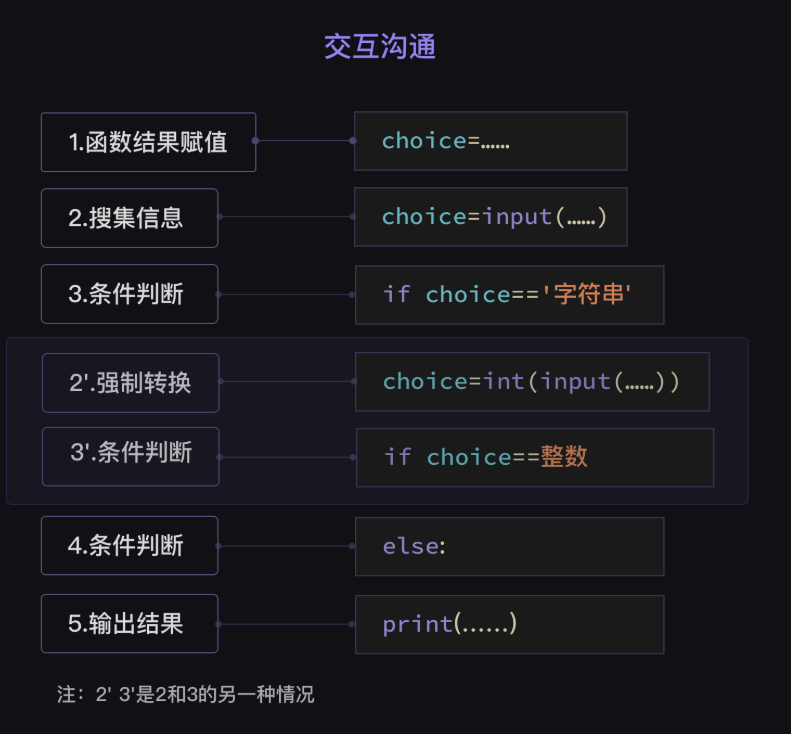 交互沟通
1.函数结果赋值 choice=……
2.搜集信息 choice=input(……)
3.条件判断 if choice=='字符串'
2'.强制转换 choice=int(input(……))
3'.条件判断 if choice==整数
4.条件判断 else:
5.输出结果 print(……)
注：2' 3'是2和3的另一种情况